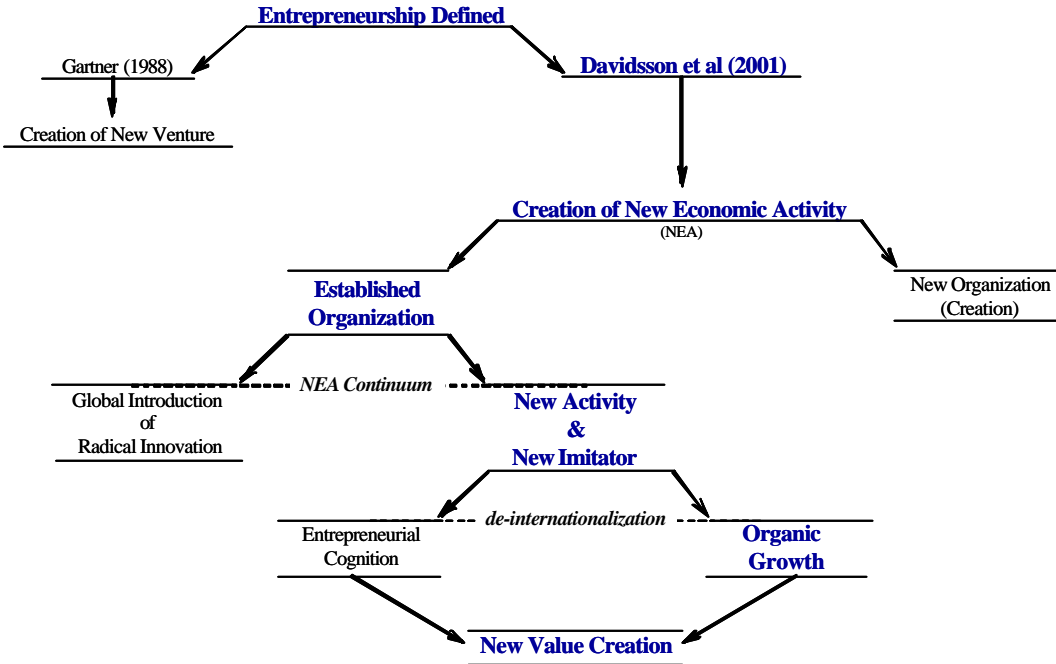 Entrepreneurship Defined
Gartner (1988)
Davidsson et al (2001)
Creation of New Venture
Creation of New Economic Activity
(NEA)
Established
Organization
New Organization
(Creation)
NEA Continuum
Global Introduction
of
Radical Innovation
New Activity
&
New Imitator
de-internationalization
Entrepreneurial
Cognition
Organic
Growth
New Value Creation